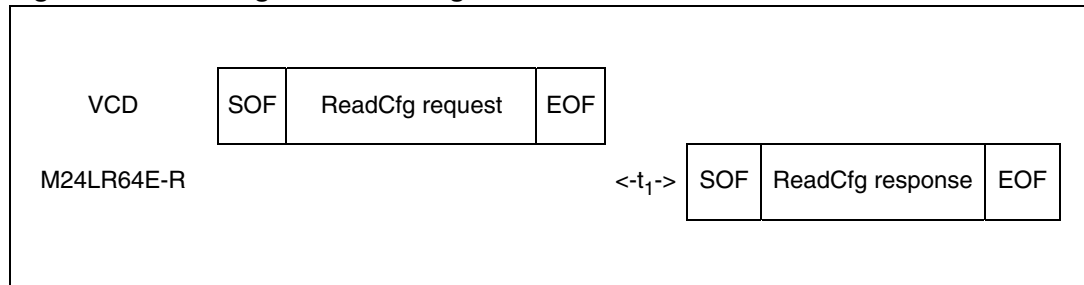 VCD SOF ReadCfg request EOF
M24LR64E-R <-t1-> SOF ReadCfg response EOF